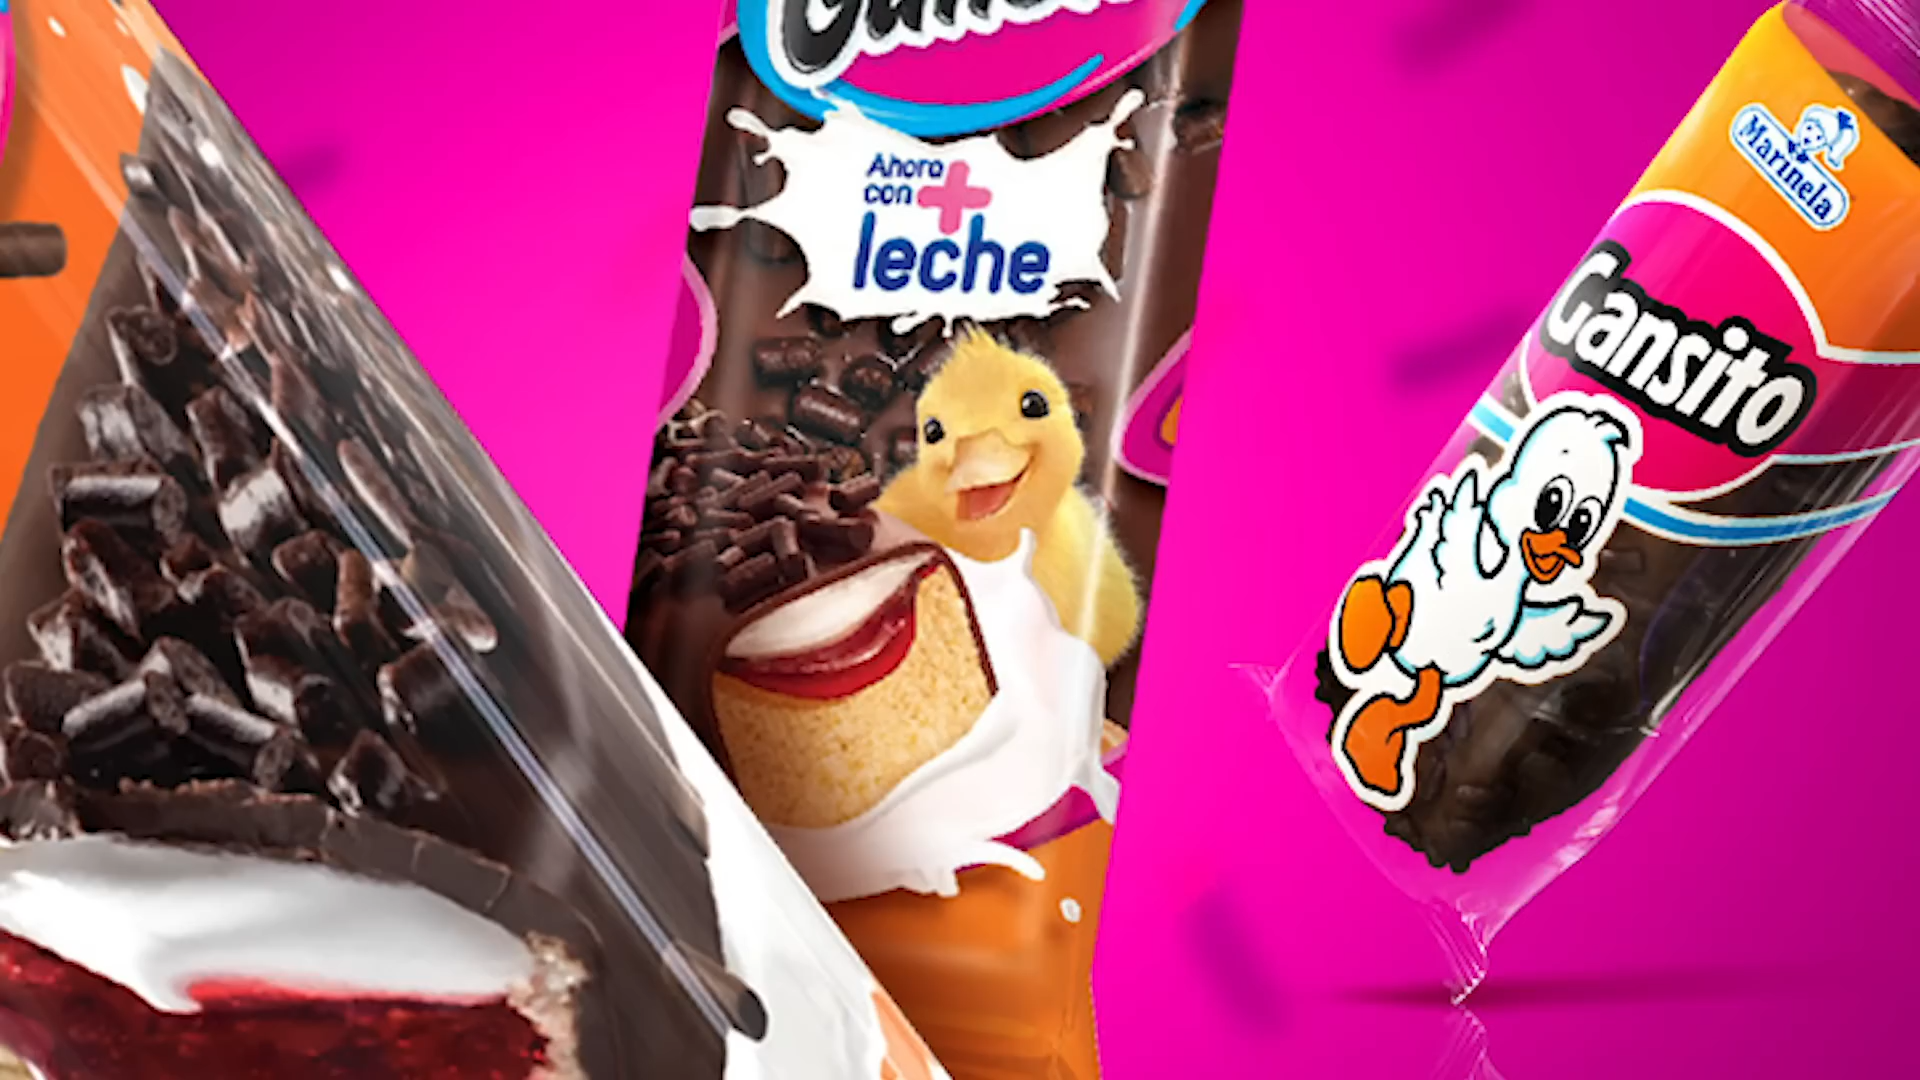 Ahora
con +
leche
Marinela
Gansito